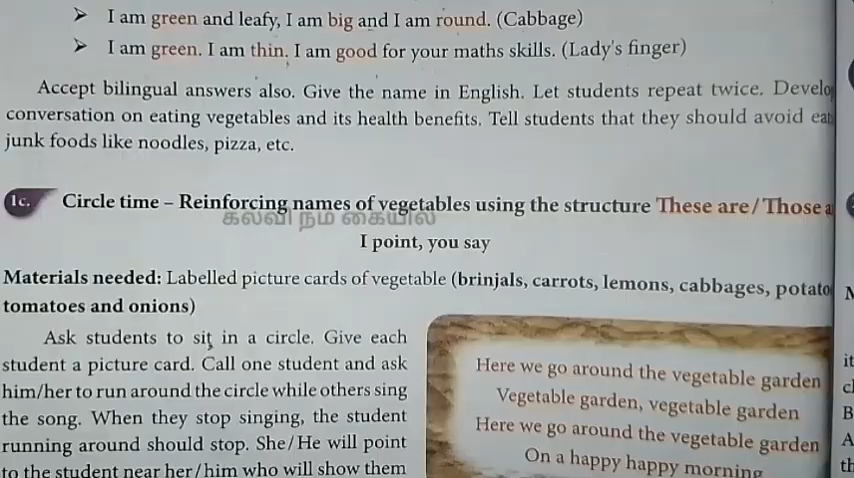 ➢ I am green and leafy, I am big and I am round. (Cabbage)
➢ I am green. I am thin. I am good for your maths skills. (Lady's finger)
Accept bilingual answers also. Give the name in English. Let students repeat twice. Develo
conversation on eating vegetables and its health benefits. Tell students that they should avoid eat
junk foods like noodles, pizza, etc.
1c. Circle time – Reinforcing names of vegetables using the structure These are/Those a
கல்வி நம் கையில்
I point, you say
Materials needed: Labelled picture cards of vegetable (brinjals, carrots, lemons, cabbages, potato
tomatoes and onions)
Ask students to sit in a circle. Give each
student a picture card. Call one student and ask
him/her to run around the circle while others sing
the song. When they stop singing, the student
running around should stop. She/He will point
to the student near her/him who will show them
Here we go around the vegetable garden
Vegetable garden, vegetable garden
Here we go around the vegetable garden
On a happy happy morning